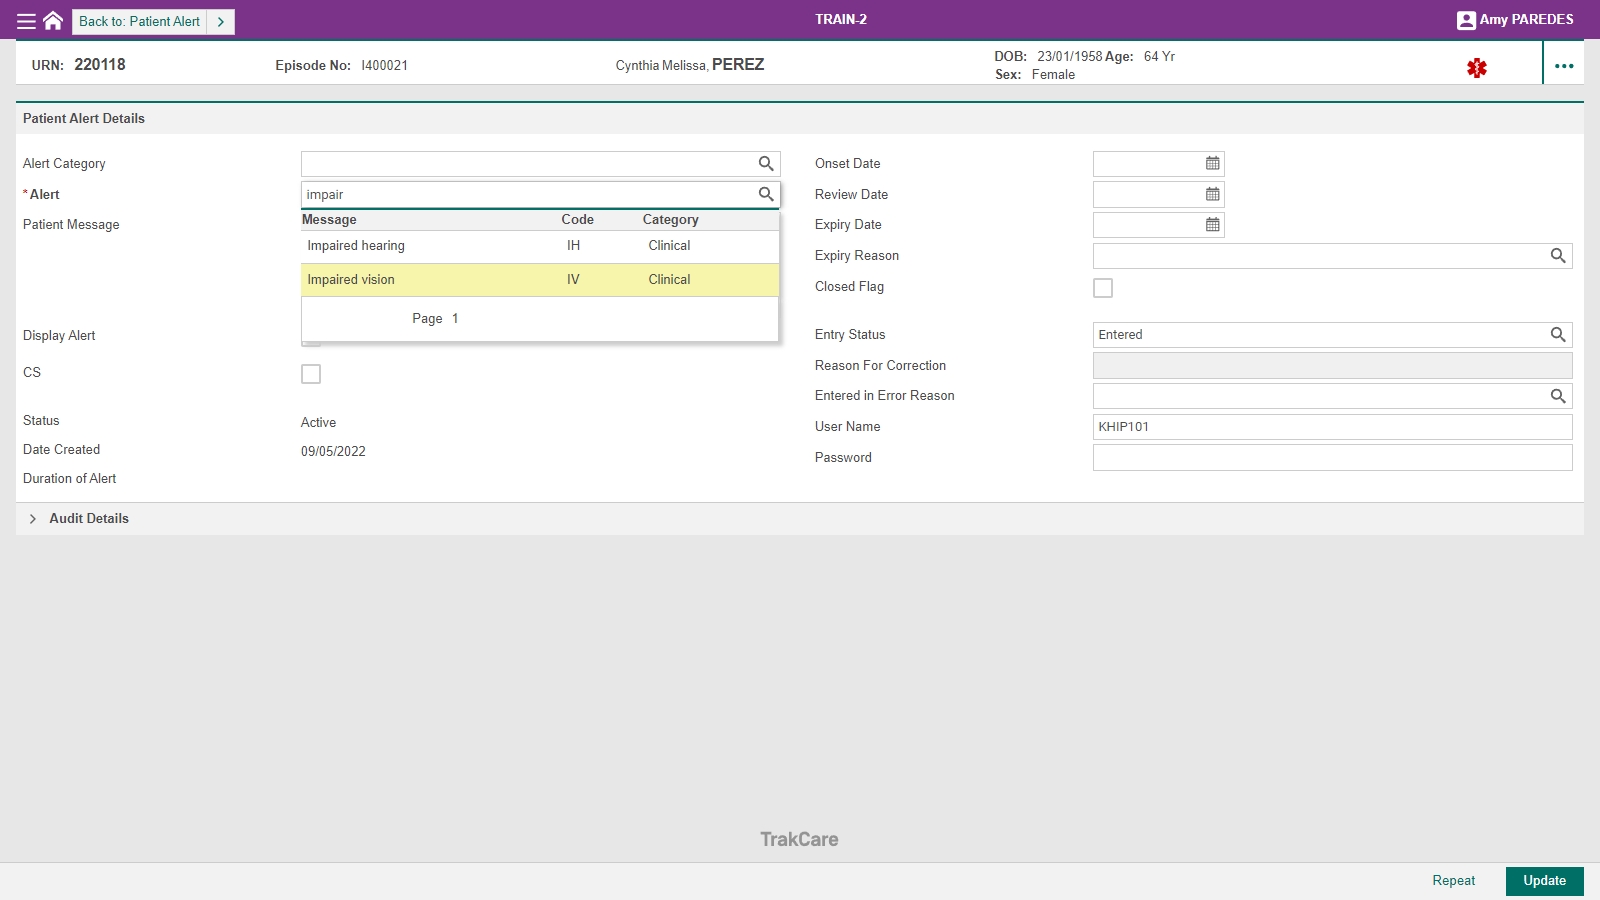 Back to: Patient Alert
TRAIN-2
Amy PAREDES
URN: 220118
Episode No: I400021
Cynthia Melissa, PEREZ
DOB: 23/01/1958 Age: 64 Yr
Sex: Female
Patient Alert Details
Alert Category
*Alert
impair
Patient Message
Message Code Category
Impaired hearing IH Clinical
Impaired vision IV Clinical
Page 1
Display Alert
CS
Status Active
Date Created 09/05/2022
Duration of Alert
Onset Date
Review Date
Expiry Date
Expiry Reason
Closed Flag
Entry Status Entered
Reason For Correction
Entered in Error Reason
User Name KHIP101
Password
Audit Details
TrakCare
Repeat
Update